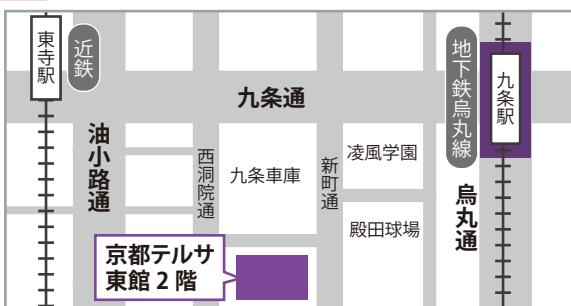 東寺駅
近鉄
九条通
地下鉄烏丸線
九条駅
油小路通
西洞院通
九条車庫
新町通
凌風学園
烏丸通
殿田球場
京都テルサ
東館 2 階